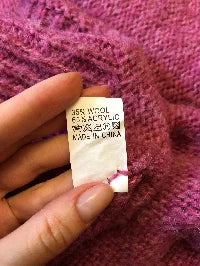 35% WOOL
65% ACRYLIC
MADE IN CHINA